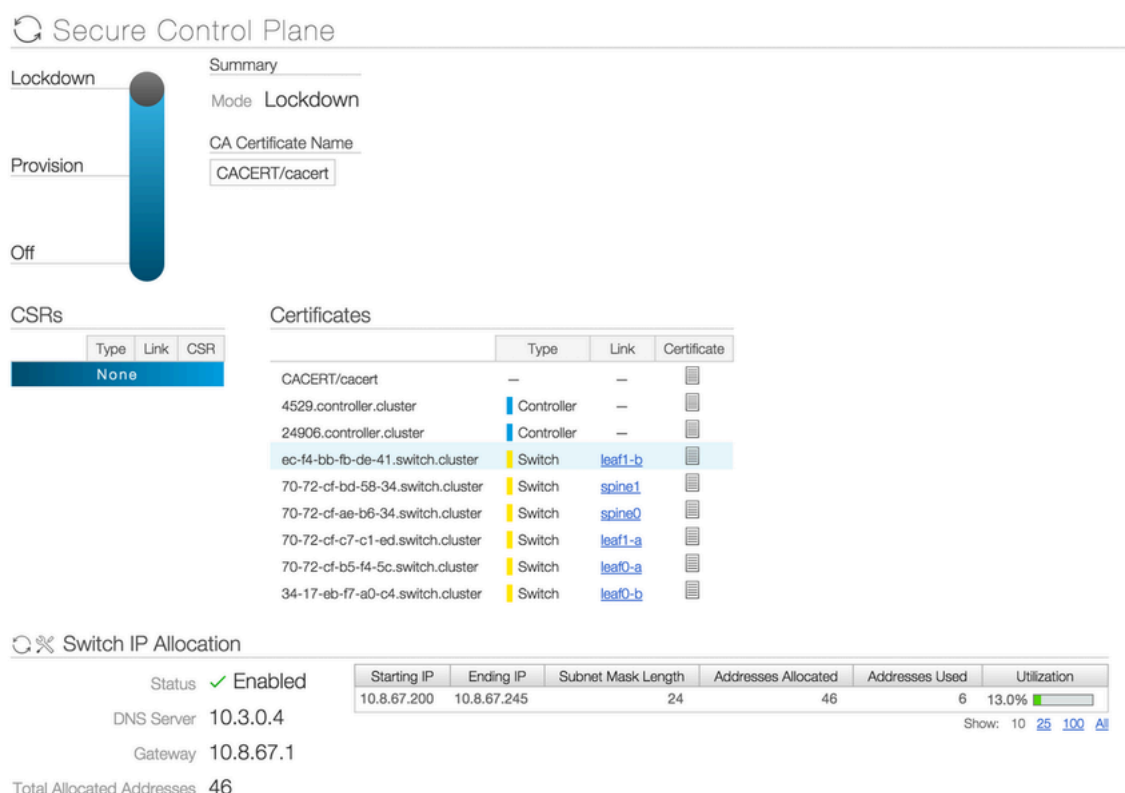 Secure Control Plane
Lockdown
Provision
Off
Summary
Mode Lockdown
CA Certificate Name
CACERT/cacert
CSRs
Type Link CSR
None
Certificates
Type Link Certificate
CACERT/cacert — —
4529.controller.cluster Controller —
24906.controller.cluster Controller —
ec-f4-bb-fb-de-41.switch.cluster Switch leaf1-b
70-72-cf-bd-58-34.switch.cluster Switch spine1
70-72-cf-ae-b6-34.switch.cluster Switch spine0
70-72-cf-c7-c1-ed.switch.cluster Switch leaf1-a
70-72-cf-b5-f4-5c.switch.cluster Switch leaf0-a
34-17-eb-f7-a0-c4.switch.cluster Switch leaf0-b
Switch IP Allocation
Status ✓ Enabled
DNS Server 10.3.0.4
Gateway 10.8.67.1
Total Allocated Addresses 46
Starting IP Ending IP Subnet Mask Length Addresses Allocated Addresses Used Utilization
10.8.67.200 10.8.67.245 24 46 6 13.0%
Show: 10 25 100 All